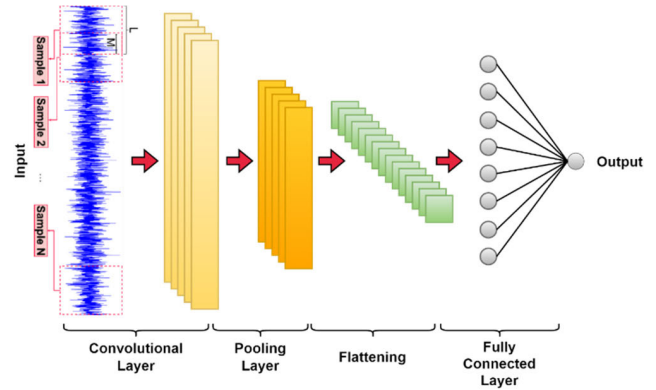 Input
Sample 1
Sample 2
...
Sample N
L
M
Output
Convolutional
Layer
Pooling
Layer
Flattening
Fully
Connected
Layer